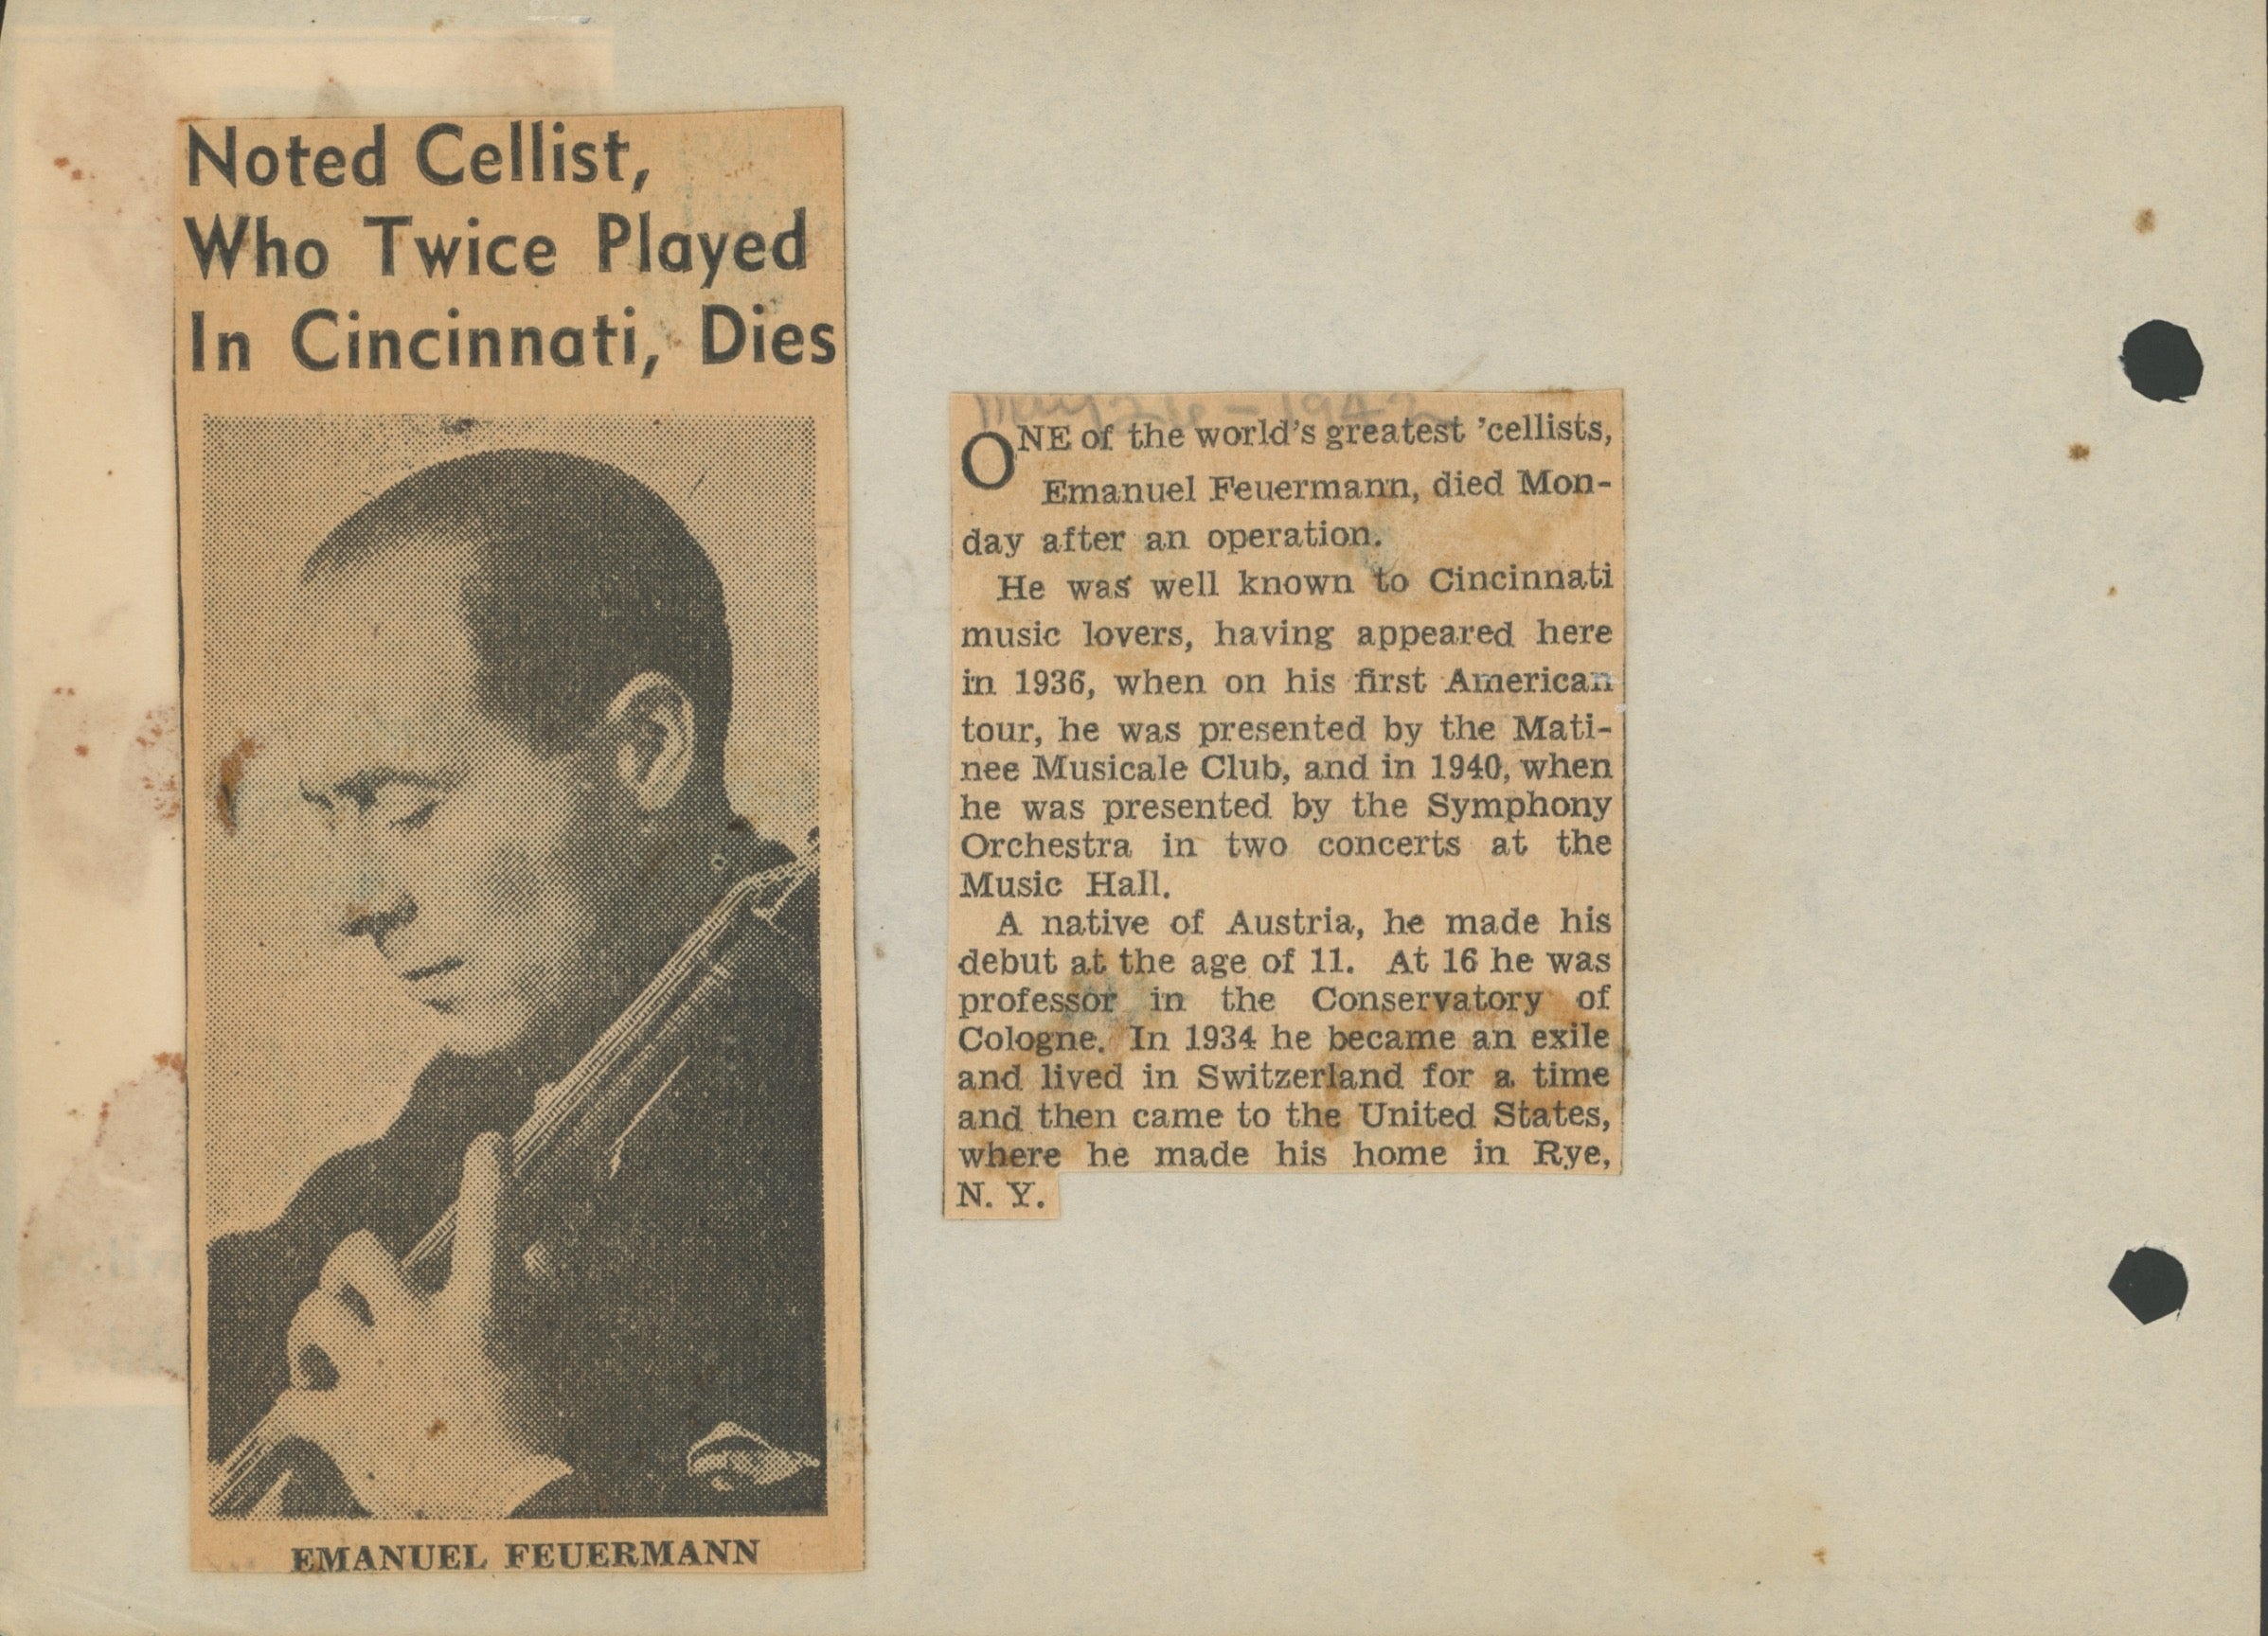 Noted Cellist,
Who Twice Played
In Cincinnati, Dies
EMANUEL FEUERMANN
May 26 - 1942
ONE of the world's greatest 'cellists,
Emanuel Feuermann, died Mon-
day after an operation.
He was well known to Cincinnati
music lovers, having appeared here
in 1936, when on his first American
tour, he was presented by the Mati-
nee Musicale Club, and in 1940, when
he was presented by the Symphony
Orchestra in two concerts at the
Music Hall.
A native of Austria, he made his
debut at the age of 11. At 16 he was
professor in the Conservatory of
Cologne. In 1934 he became an exile
and lived in Switzerland for a time
and then came to the United States,
where he made his home in Rye,
N. Y.